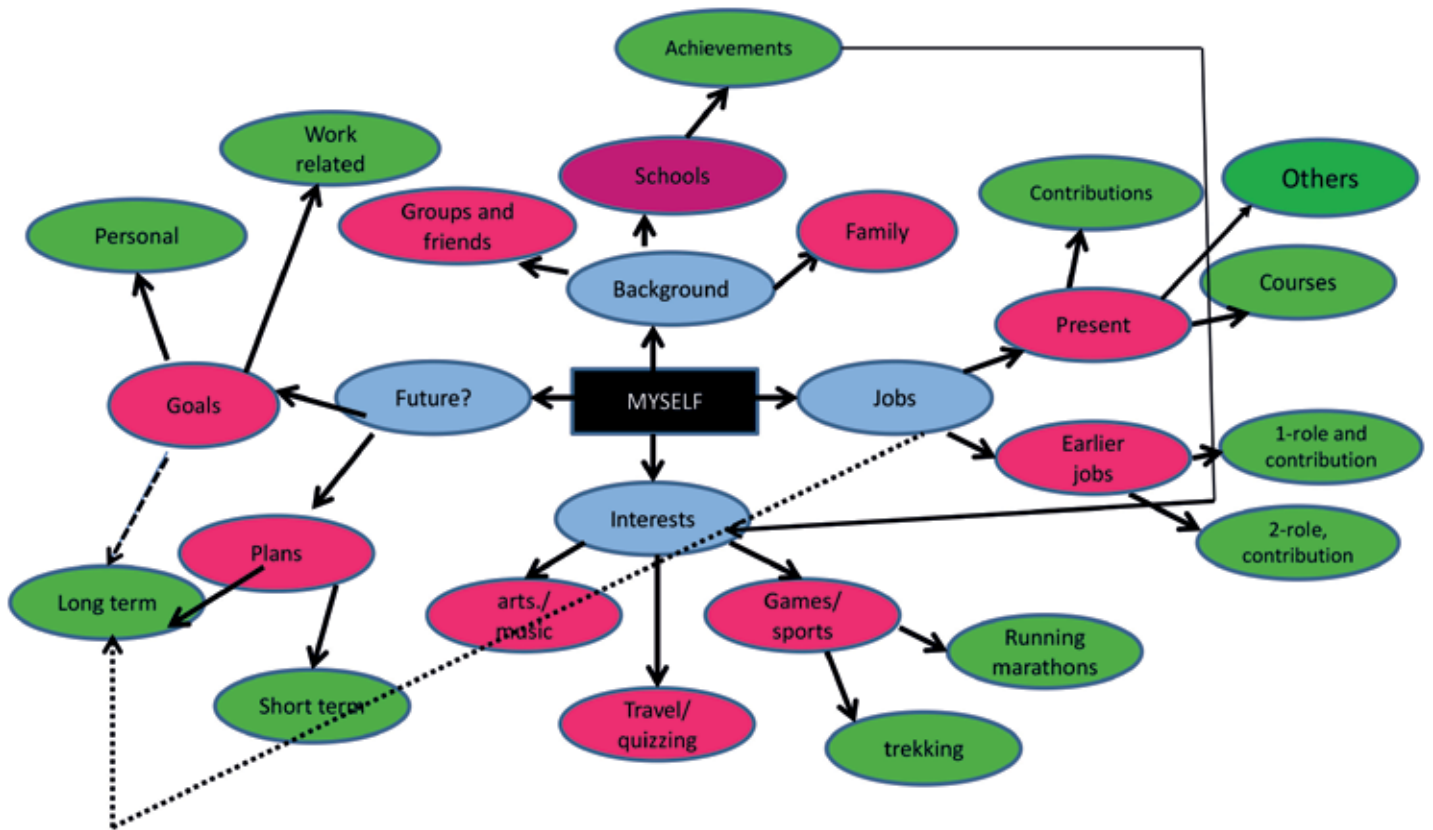 Achievements
Work
related
Schools
Contributions
Others
Groups and
friends
Personal
Family
Background
Courses
Present
Goals
Future?
MYSELF
Jobs
Earlier
jobs
1-role and
contribution
Interests
2-role,
contribution
Plans
Long term
arts./
music
Games/
sports
Running
marathons
Short term
Travel/
quizzing
trekking